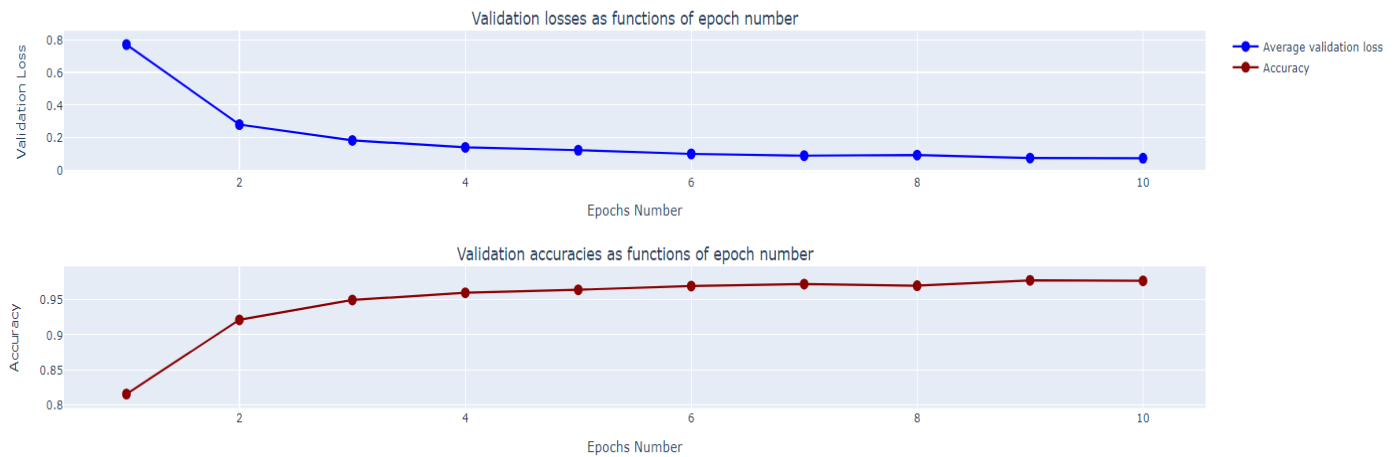 Validation losses as functions of epoch number
Validation Loss
0.8
0.6
0.4
0.2
0
2 4 6 8 10
Epochs Number
Average validation loss
Accuracy
Validation accuracies as functions of epoch number
Accuracy
0.95
0.9
0.85
0.8
2 4 6 8 10
Epochs Number